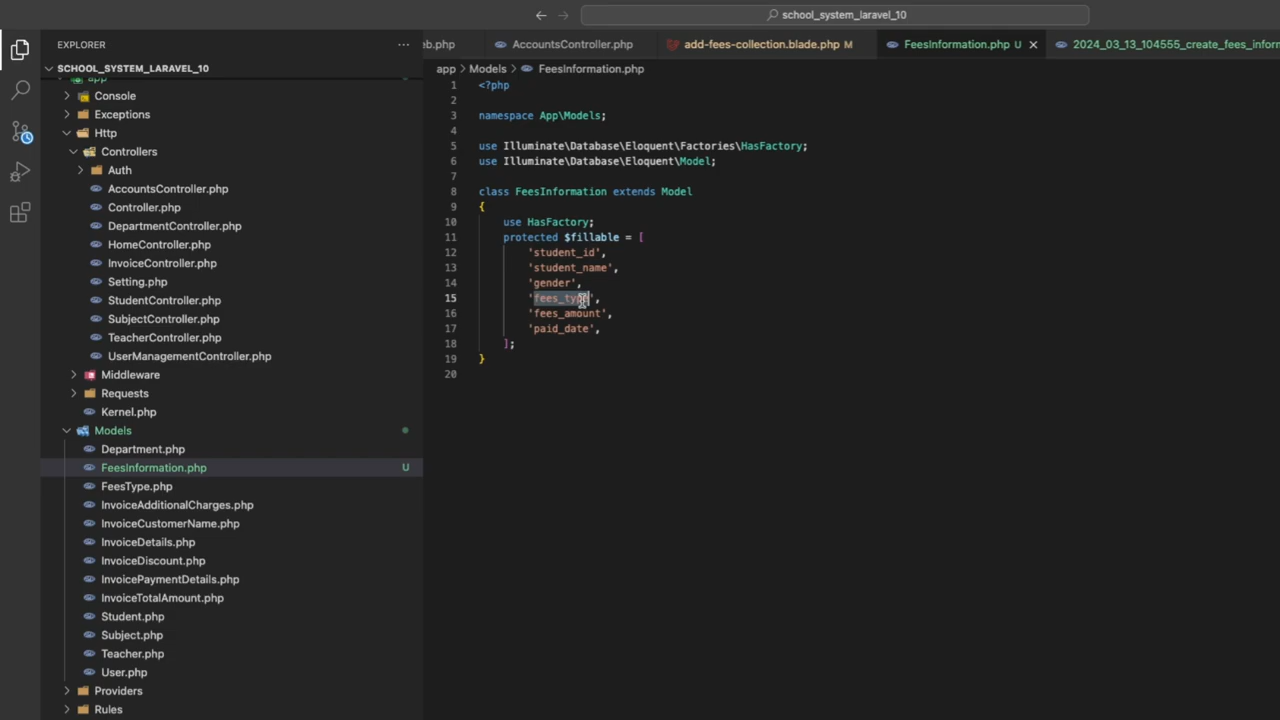 school_system_laravel_10
EXPLORER
eb.php
AccountsController.php
add-fees-collection.blade.php M
FeesInformation.php U
2024_03_13_104555_create_fees_infor
SCHOOL_SYSTEM_LARAVEL_10
app > Models > FeesInformation.php
app
Console
Exceptions
Http
Controllers
Auth
AccountsController.php
Controller.php
DepartmentController.php
HomeController.php
InvoiceController.php
Setting.php
StudentController.php
SubjectController.php
TeacherController.php
UserManagementController.php
Middleware
Requests
Kernel.php
Models
Department.php
FeesInformation.php U
FeesType.php
InvoiceAdditionalCharges.php
InvoiceCustomerName.php
InvoiceDetails.php
InvoiceDiscount.php
InvoicePaymentDetails.php
InvoiceTotalAmount.php
Student.php
Subject.php
Teacher.php
User.php
Providers
Rules
1 <?php
2
3 namespace App\Models;
4
5 use Illuminate\Database\Eloquent\Factories\HasFactory;
6 use Illuminate\Database\Eloquent\Model;
7
8 class FeesInformation extends Model
9 {
10 use HasFactory;
11 protected $fillable = [
12 'student_id',
13 'student_name',
14 'gender',
15 'fees_type',
16 'fees_amount',
17 'paid_date',
18 ];
19 }
20